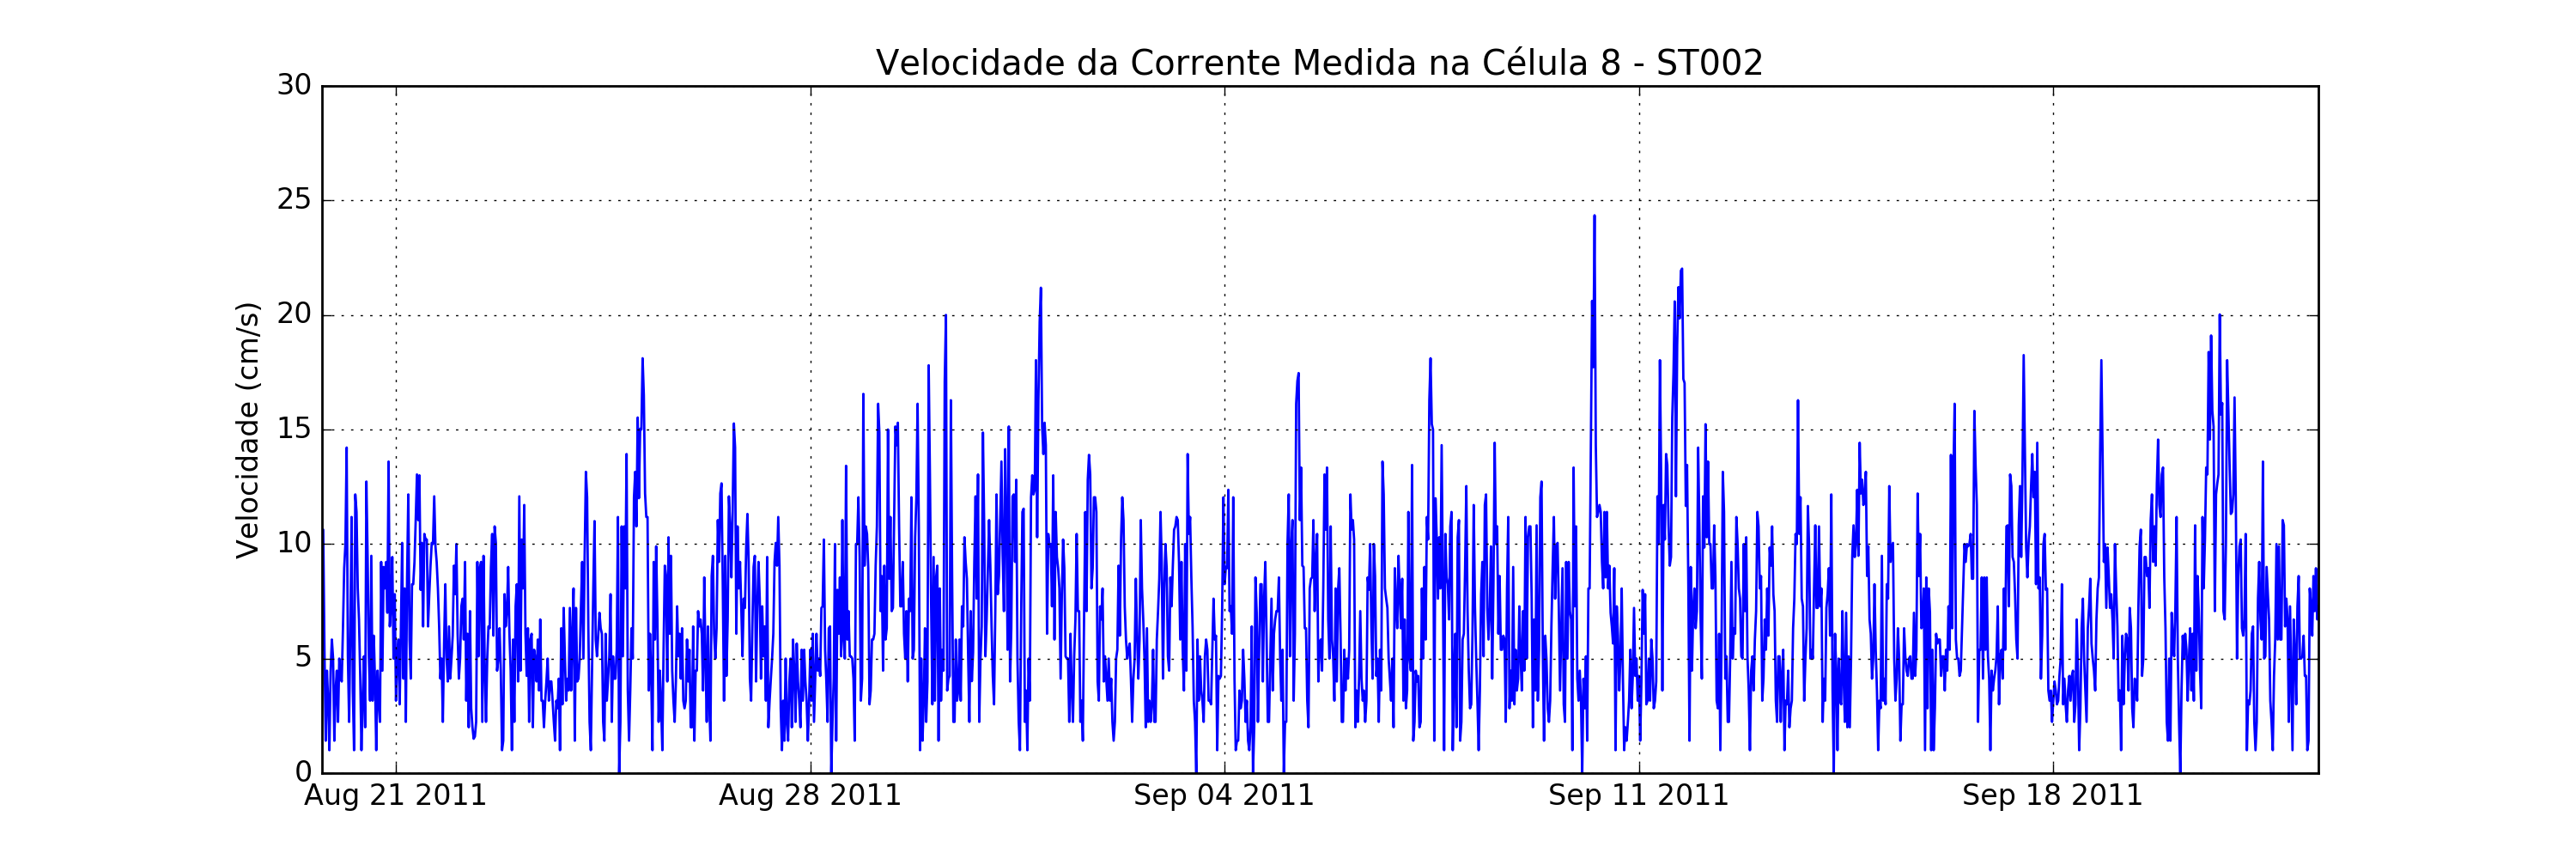 Velocidade da Corrente Medida na Célula 8 - ST002
Velocidade (cm/s)
30
25
20
15
10
5
0
Aug 21 2011
Aug 28 2011
Sep 04 2011
Sep 11 2011
Sep 18 2011